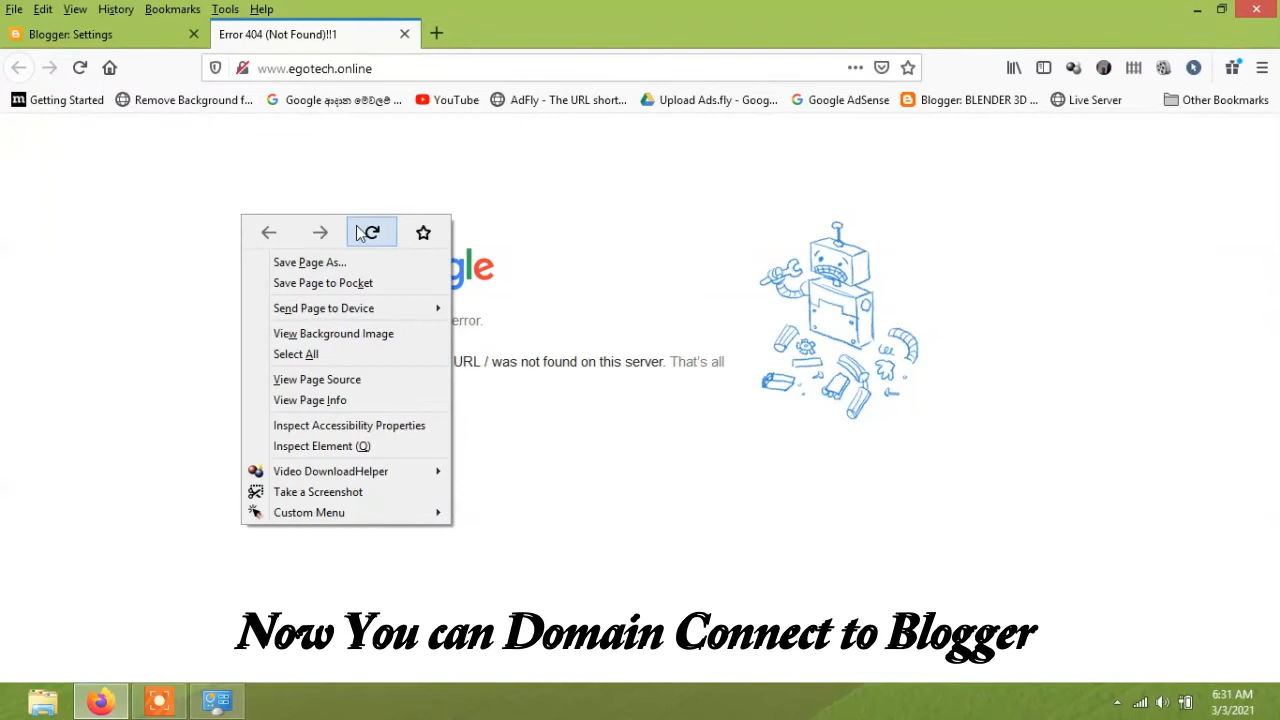 File Edit View History Bookmarks Tools Help
Blogger: Settings
Error 404 (Not Found)!!1
www.egotech.online
Getting Started
Remove Background f...
Google ආදාන මෙවලම් ...
YouTube
AdFly - The URL short...
Upload Ads.fly - Goog...
Google AdSense
Blogger: BLENDER 3D ...
Live Server
Other Bookmarks
gle
error.
URL / was not found on this server. That's all
Save Page As...
Save Page to Pocket
Send Page to Device
View Background Image
Select All
View Page Source
View Page Info
Inspect Accessibility Properties
Inspect Element (Q)
Video DownloadHelper
Take a Screenshot
Custom Menu
Now You can Domain Connect to Blogger
6:31 AM
3/3/2021